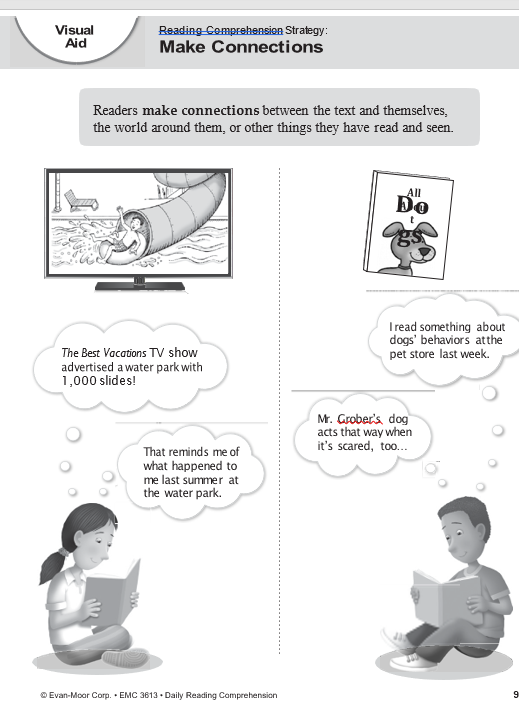 Visual
Aid
Reading Comprehension Strategy:
Make Connections
Readers make connections between the text and themselves,
the world around them, or other things they have read and seen.
All
Do
t
gs
The Best Vacations TV show
advertised a water park with
1,000 slides!
That reminds me of
what happened to
me last summer at
the water park.
I read something about
dogs’ behaviors at the
pet store last week.
Mr. Grober’s dog
acts that way when
it’s scared, too…
© Evan-Moor Corp. • EMC 3613 • Daily Reading Comprehension
9